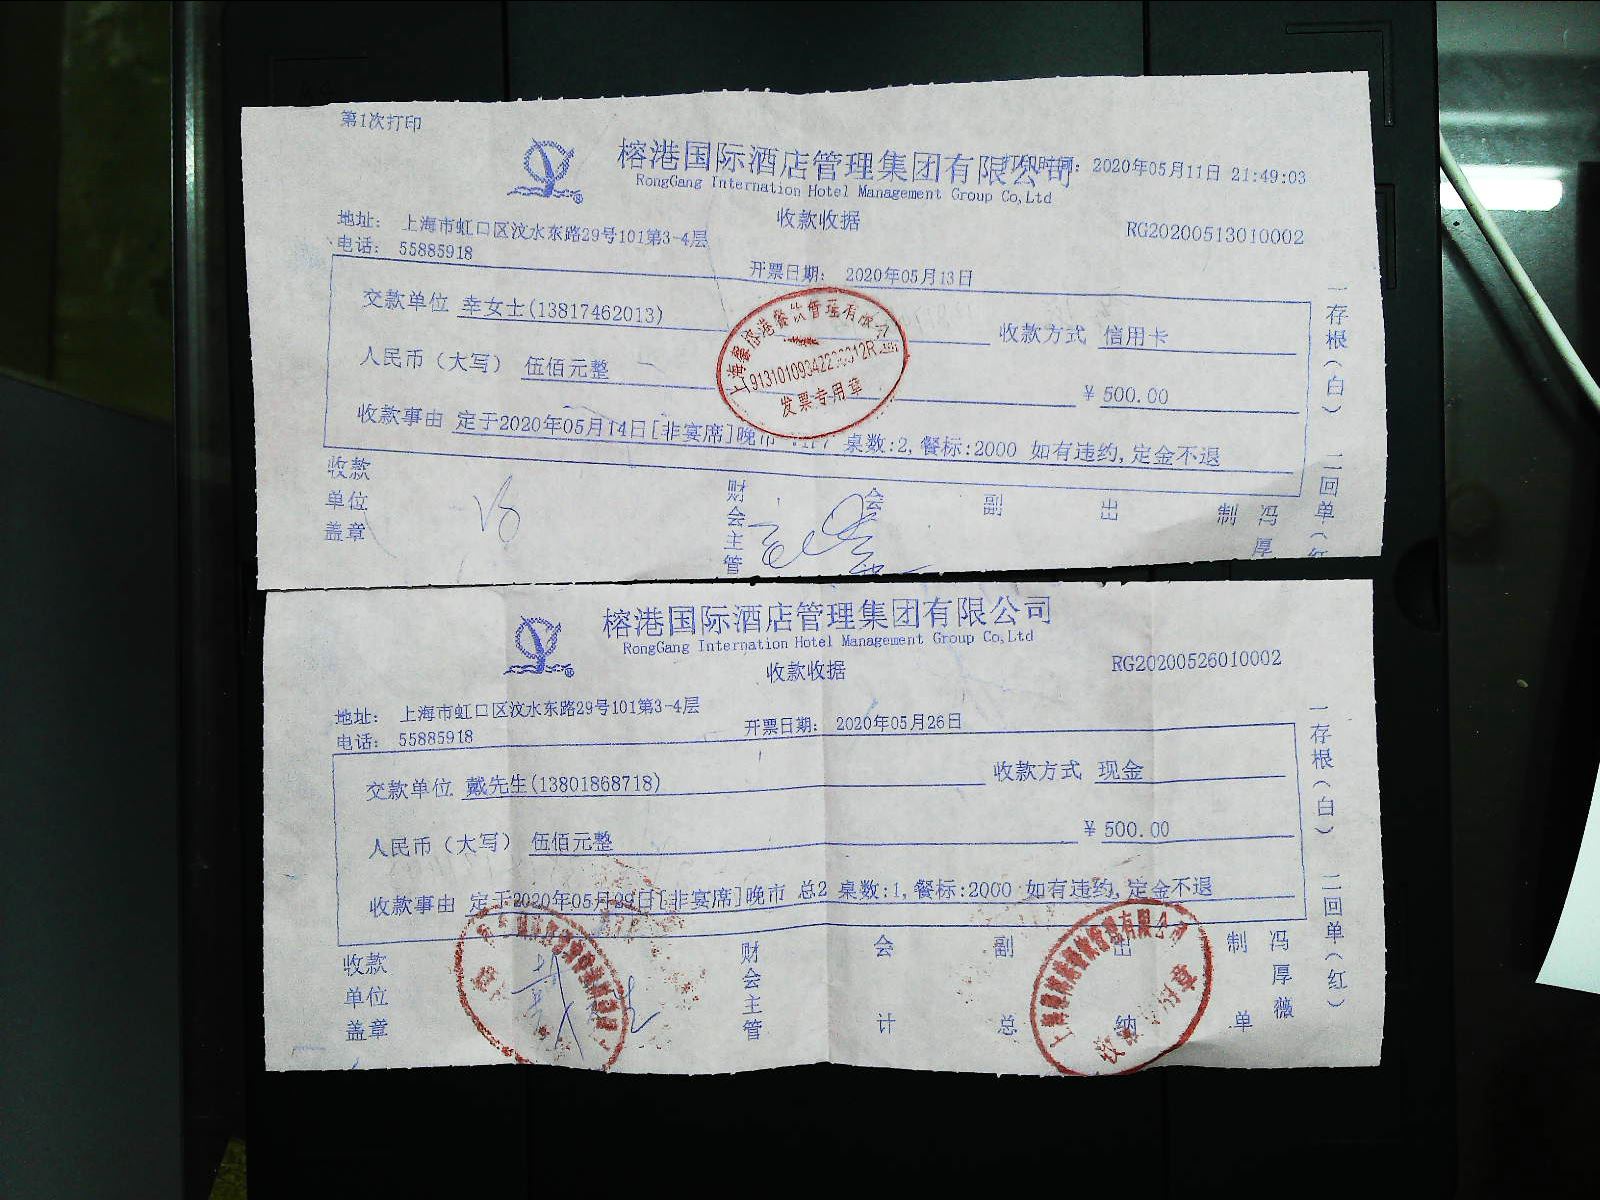 第1次打印
榕港国际酒店管理集团有限公司 打印时间: 2020年05月11日 21:49:03
RongGang Internation Hotel Management Group Co,Ltd
收款收据
RG20200513010002
地址: 上海市虹口区汶水东路29号101第3-4层
电话: 55885918
开票日期: 2020年05月13日
交款单位 幸女士(13817462013) 收款方式 信用卡
人民币(大写) 伍佰元整 ¥ 500.00
收款事由 定于2020年05月14日[非宴席]晚市 桌数:2,餐标:2000 如有违约,定金不退
发票专用章
收款单位盖章 财会主管 会 副 出 制 冯厚
一存根(白) 二回单(红
榕港国际酒店管理集团有限公司
RongGang Internation Hotel Management Group Co,Ltd
收款收据
RG20200526010002
地址: 上海市虹口区汶水东路29号101第3-4层
电话: 55885918
开票日期: 2020年05月26日
交款单位 戴先生(13801868718) 收款方式 现金
人民币(大写) 伍佰元整 ¥ 500.00
收款事由 定于2020年05月29日[非宴席]晚市 总2 桌数:1,餐标:2000 如有违约,定金不退
收款单位盖章 财会主管 会计 副总 出纳 制单 冯厚薇
一存根(白) 二回单(红)